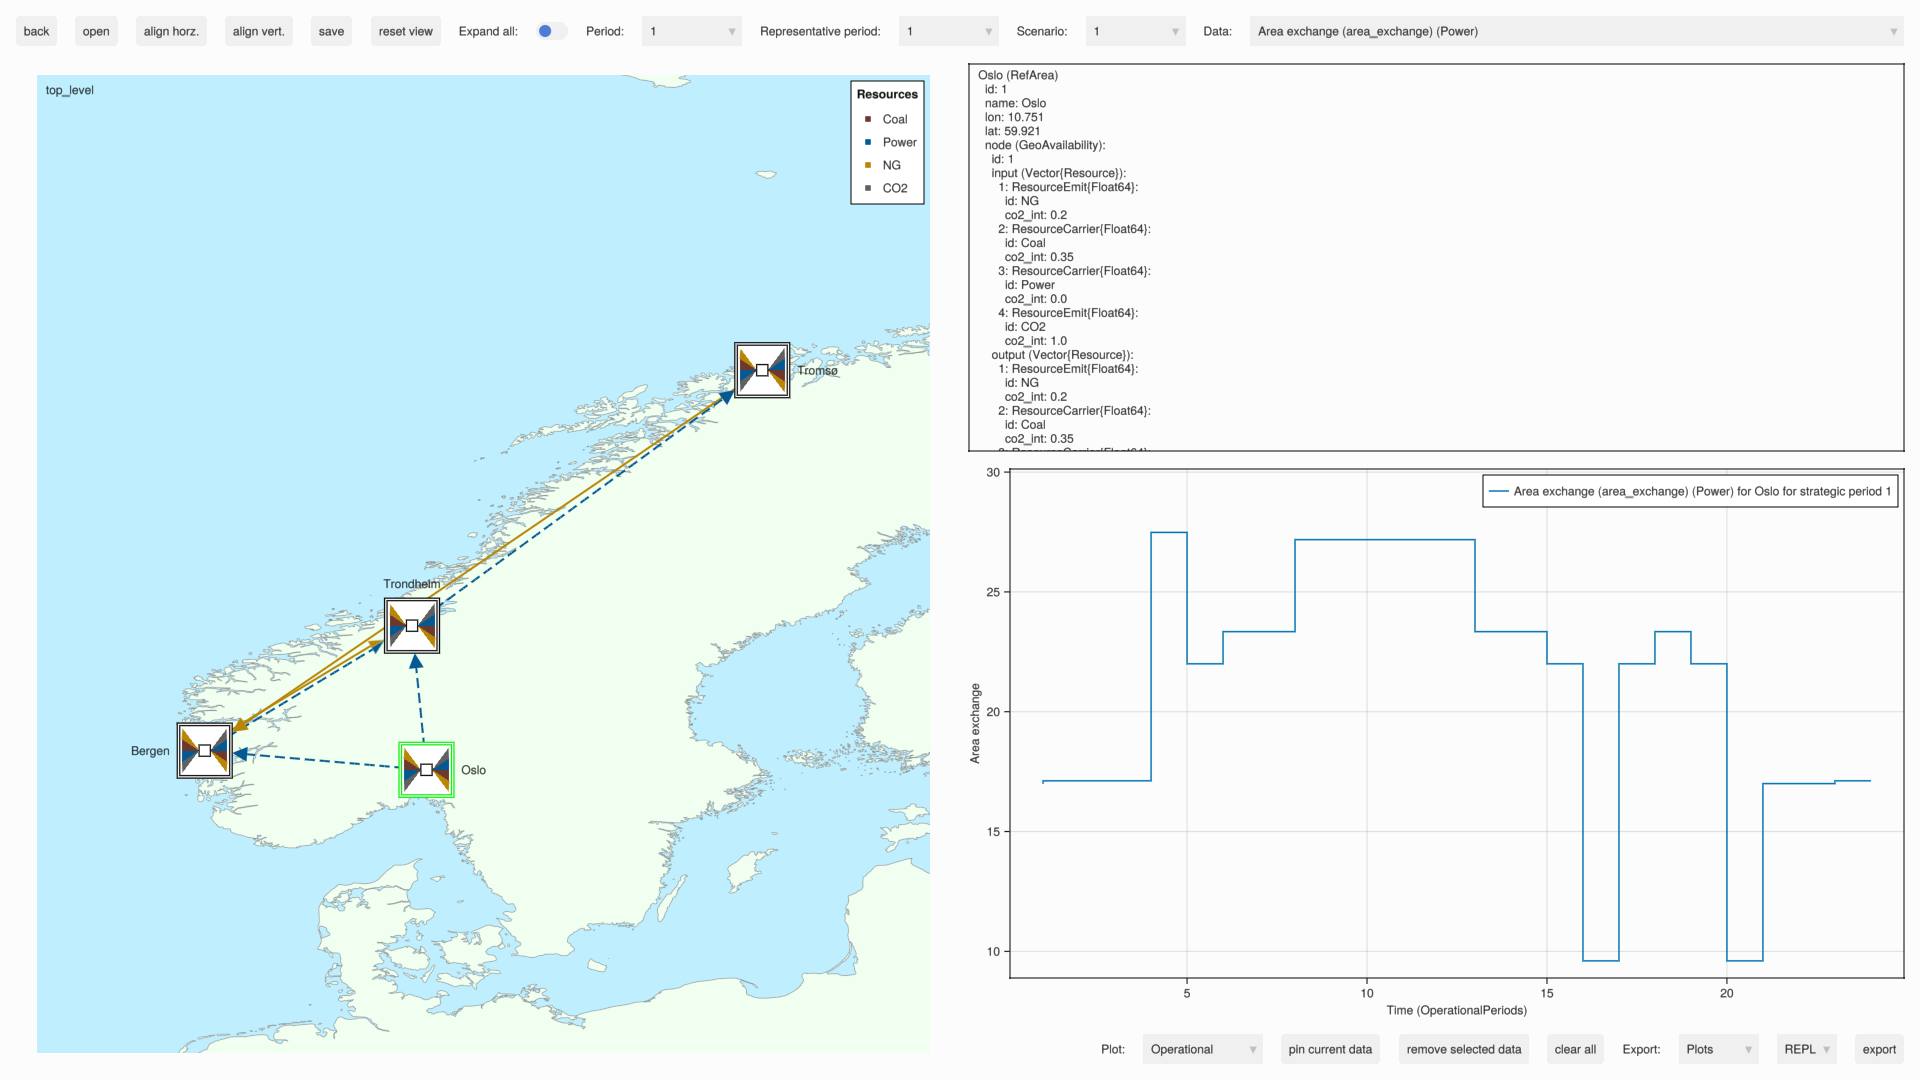 back open align horz. align vert. save reset view Expand all: Period: 1 Representative period: 1 Scenario: 1 Data: Area exchange (area_exchange) (Power)
top_level
Resources
Coal
Power
NG
CO2
Tromsø
Trondheim
Bergen
Oslo
Oslo (RefArea)
id: 1
name: Oslo
lon: 10.751
lat: 59.921
node (GeoAvailability):
id: 1
input (Vector{Resource}):
1: ResourceEmit{Float64}:
id: NG
co2_int: 0.2
2: ResourceCarrier{Float64}:
id: Coal
co2_int: 0.35
3: ResourceCarrier{Float64}:
id: Power
co2_int: 0.0
4: ResourceEmit{Float64}:
id: CO2
co2_int: 1.0
output (Vector{Resource}):
1: ResourceEmit{Float64}:
id: NG
co2_int: 0.2
2: ResourceCarrier{Float64}:
id: Coal
co2_int: 0.35
Area exchange (area_exchange) (Power) for Oslo for strategic period 1
30
25
20
15
10
Area exchange
5 10 15 20
Time (OperationalPeriods)
Plot: Operational pin current data remove selected data clear all Export: Plots REPL export